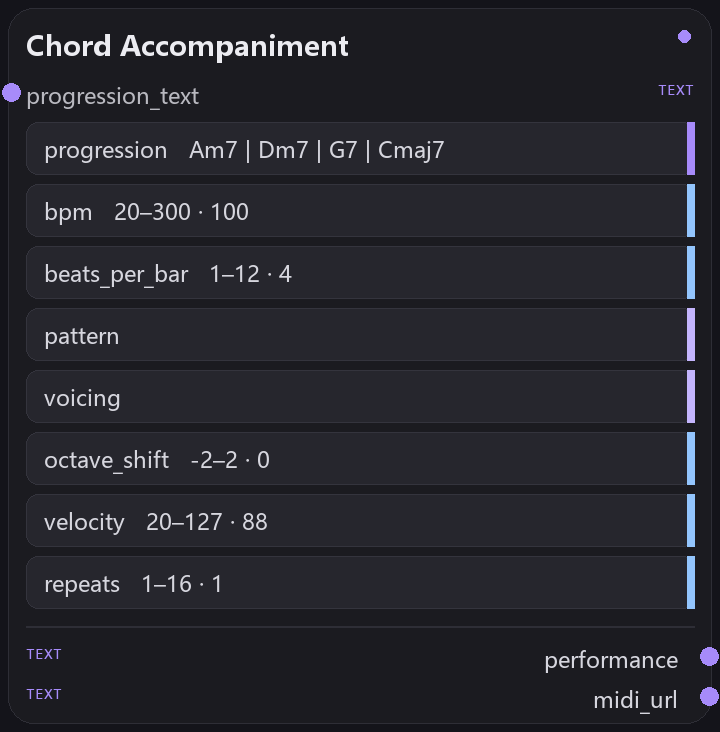 Chord Accompaniment
progression_text TEXT
progression Am7 | Dm7 | G7 | Cmaj7
bpm 20–300 · 100
beats_per_bar 1–12 · 4
pattern
voicing
octave_shift -2–2 · 0
velocity 20–127 · 88
repeats 1–16 · 1
TEXT performance
TEXT midi_url